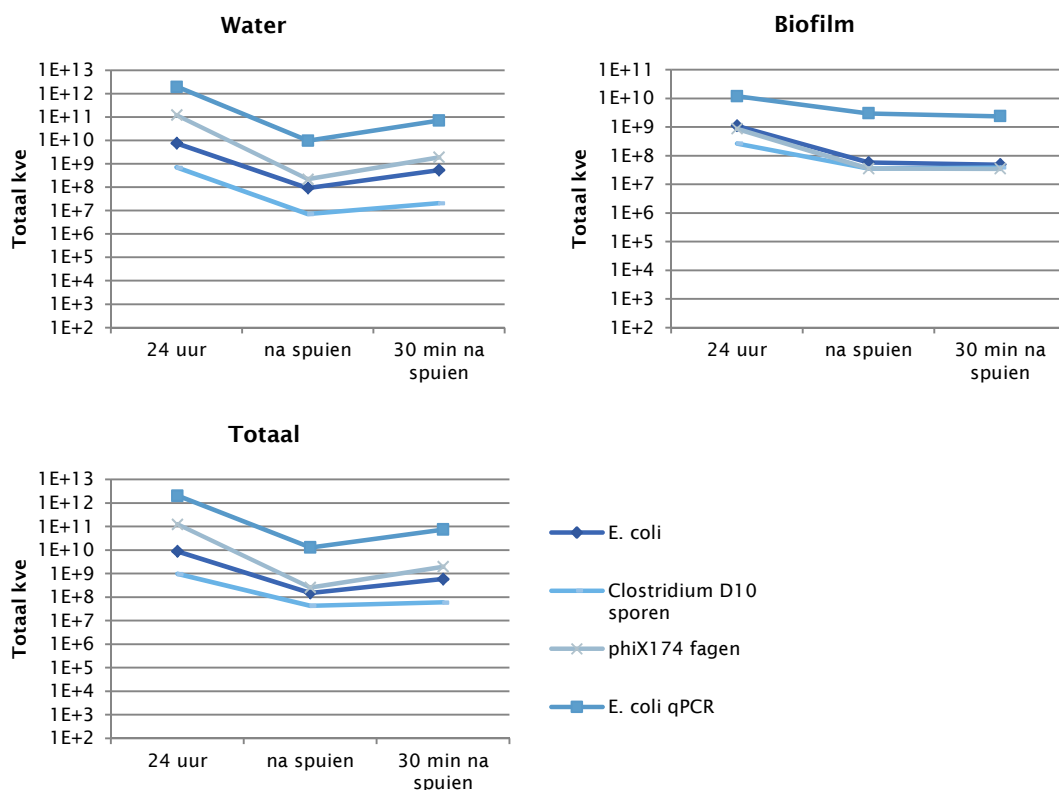 Water
Totaal kve
1E+13
1E+12
1E+11
1E+10
1E+9
1E+8
1E+7
1E+6
1E+5
1E+4
1E+3
1E+2
24 uur
na spuien
30 min na
spuien
Biofilm
Totaal kve
1E+11
1E+10
1E+9
1E+8
1E+7
1E+6
1E+5
1E+4
1E+3
1E+2
24 uur
na spuien
30 min na
spuien
Totaal
Totaal kve
1E+13
1E+12
1E+11
1E+10
1E+9
1E+8
1E+7
1E+6
1E+5
1E+4
1E+3
1E+2
24 uur
na spuien
30 min na
spuien
E. coli
Clostridium D10
sporen
phiX174 fagen
E. coli qPCR